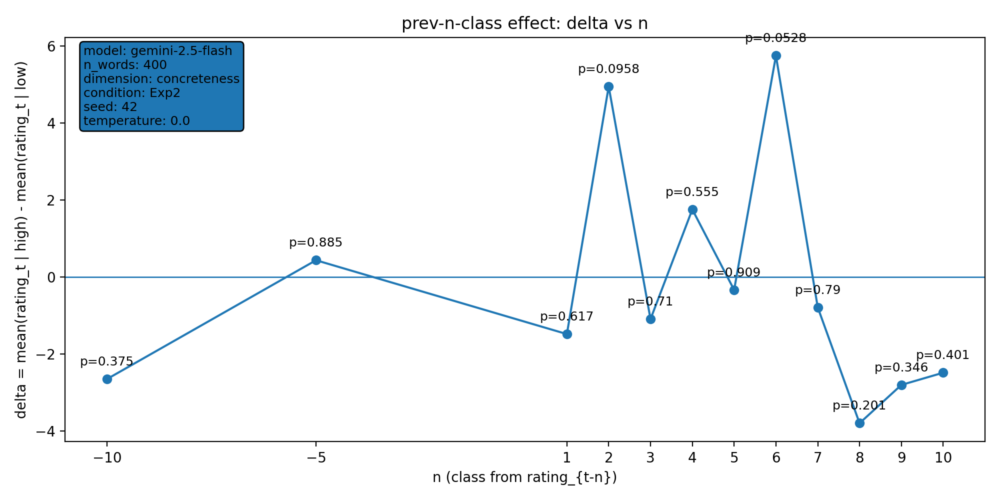 prev-n-class effect: delta vs n
model: gemini-2.5-flash
n_words: 400
dimension: concreteness
condition: Exp2
seed: 42
temperature: 0.0
delta = mean(rating_t | high) - mean(rating_t | low)
6
4
2
0
−2
−4
p=0.375
p=0.885
p=0.617
p=0.0958
p=0.71
p=0.555
p=0.909
p=0.0528
p=0.79
p=0.201
p=0.346
p=0.401
−10
−5
1
2
3
4
5
6
7
8
9
10
n (class from rating_{t-n})